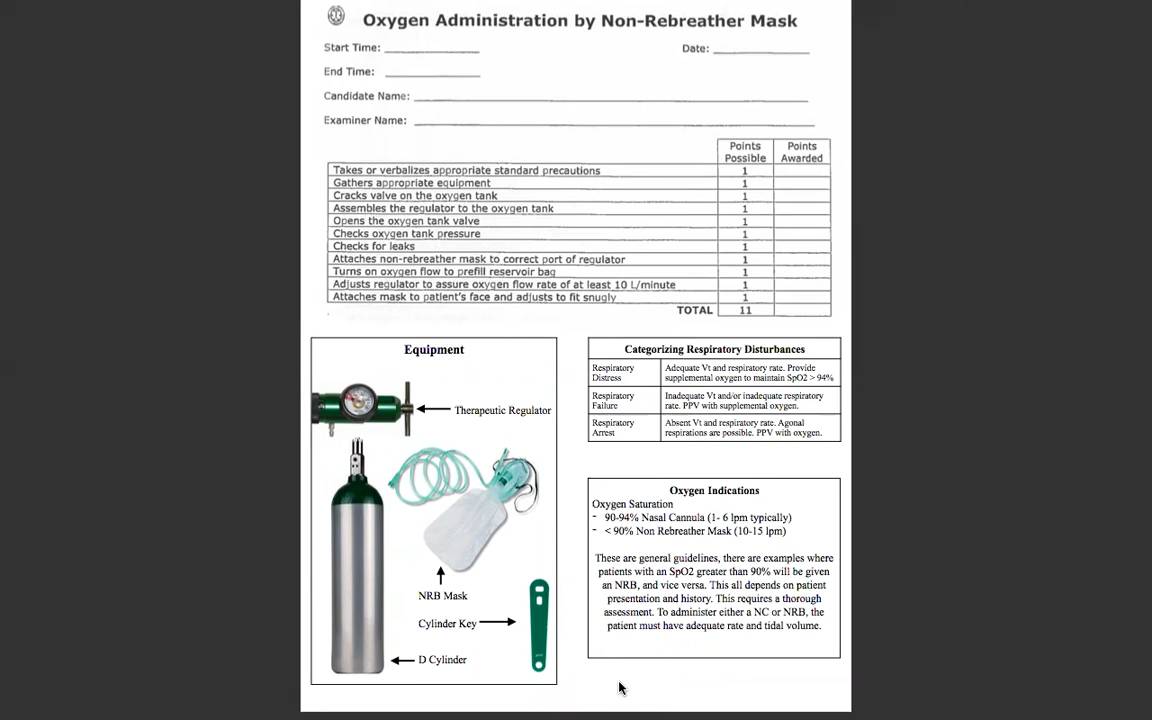 Oxygen Administration by Non-Rebreather Mask
Start Time: ____________ Date: ____________
End Time: ____________
Candidate Name: ____________
Examiner Name: ____________
Points Possible Points Awarded
Takes or verbalizes appropriate standard precautions 1
Gathers appropriate equipment 1
Cracks valve on the oxygen tank 1
Assembles the regulator to the oxygen tank 1
Opens the oxygen tank valve 1
Checks oxygen tank pressure 1
Checks for leaks 1
Attaches non-rebreather mask to correct port of regulator 1
Turns on oxygen flow to prefill reservoir bag 1
Adjusts regulator to assure oxygen flow rate of at least 10 L/minute 1
Attaches mask to patient's face and adjusts to fit snugly 1
TOTAL 11
Equipment
Therapeutic Regulator
NRB Mask
Cylinder Key
D Cylinder
Categorizing Respiratory Disturbances
Respiratory Distress
Adequate Vt and respiratory rate. Provide
supplemental oxygen to maintain SpO2 > 94%
Respiratory Failure
Inadequate Vt and/or inadequate respiratory
rate. PPV with supplemental oxygen.
Respiratory Arrest
Absent Vt and respiratory rate. Agonal
respirations are possible. PPV with oxygen.
Oxygen Indications
Oxygen Saturation
- 90-94% Nasal Cannula (1- 6 lpm typically)
- < 90% Non Rebreather Mask (10-15 lpm)
These are general guidelines, there are examples where
patients with an SpO2 greater than 90% will be given
an NRB, and vice versa. This all depends on patient
presentation and history. This requires a thorough
assessment. To administer either a NC or NRB, the
patient must have adequate rate and tidal volume.